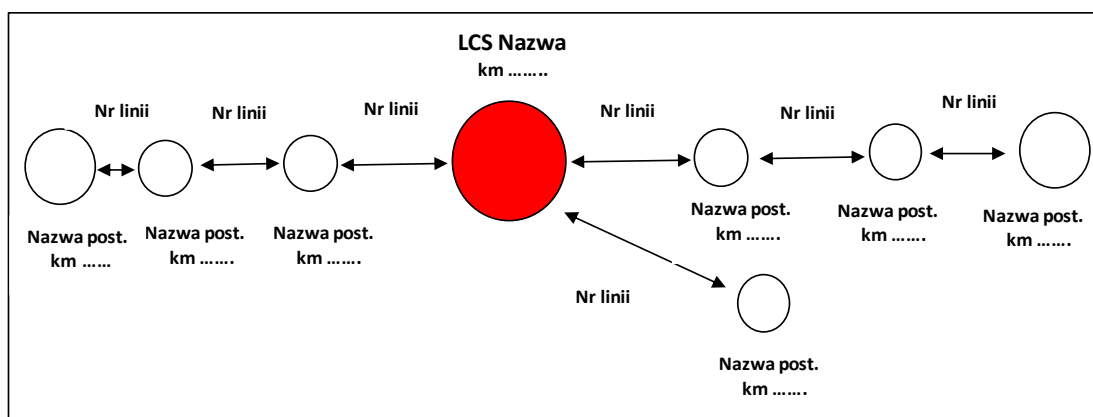 LCS Nazwa
km ……..
Nr linii
Nr linii
Nr linii
Nr linii
Nr linii
Nr linii
Nazwa post.
km ……
Nazwa post.
km …….
Nazwa post.
km …….
Nazwa post.
km …….
Nazwa post.
km …….
Nazwa post.
km …….
Nr linii
Nazwa post.
km …….